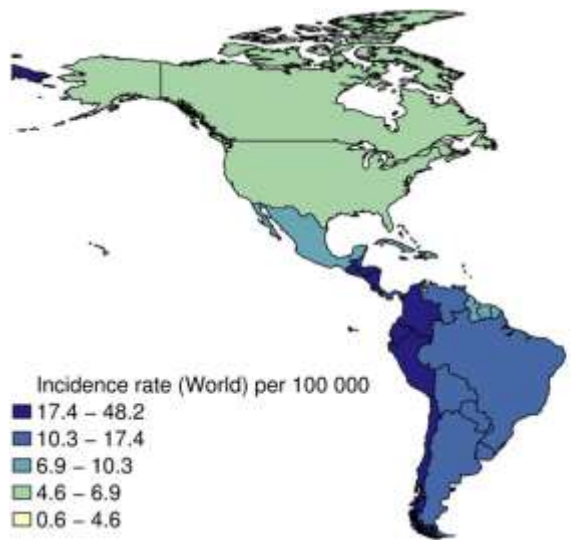 Incidence rate (World) per 100 000
17.4 – 48.2
10.3 – 17.4
6.9 – 10.3
4.6 – 6.9
0.6 – 4.6